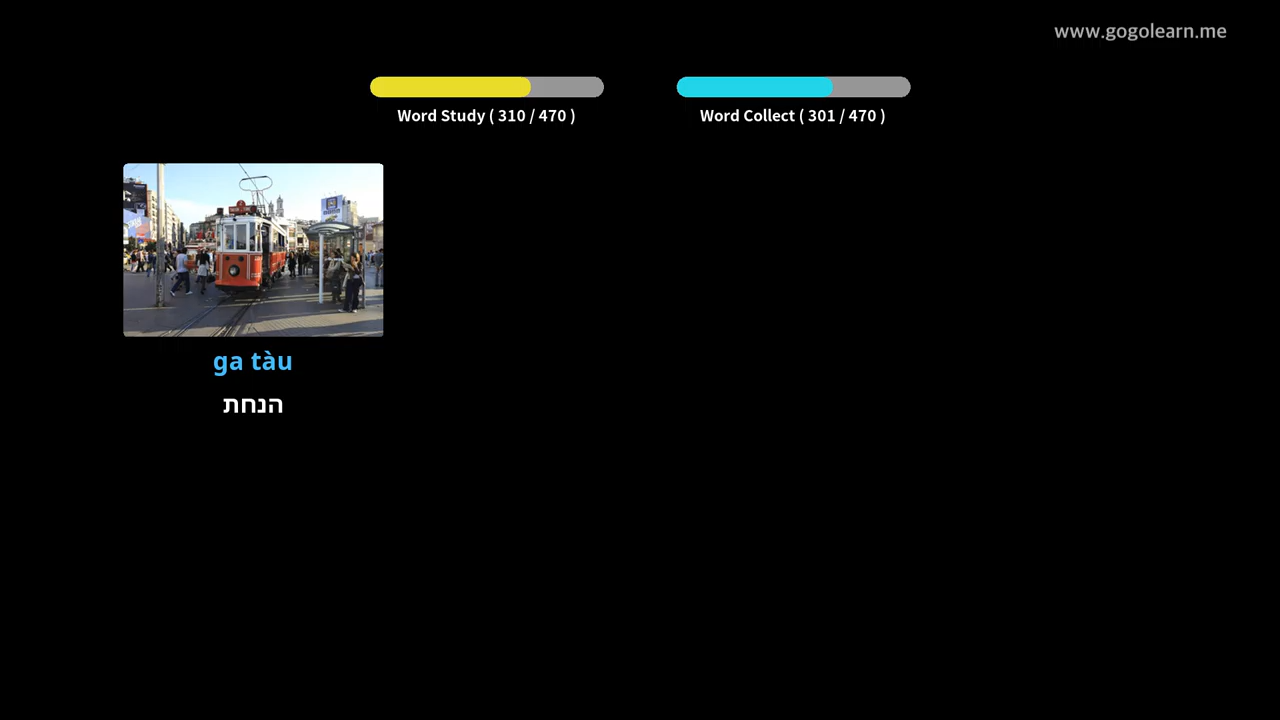 www.gogolearn.me
Word Study ( 310 / 470 )
Word Collect ( 301 / 470 )
ga tàu
הנחת